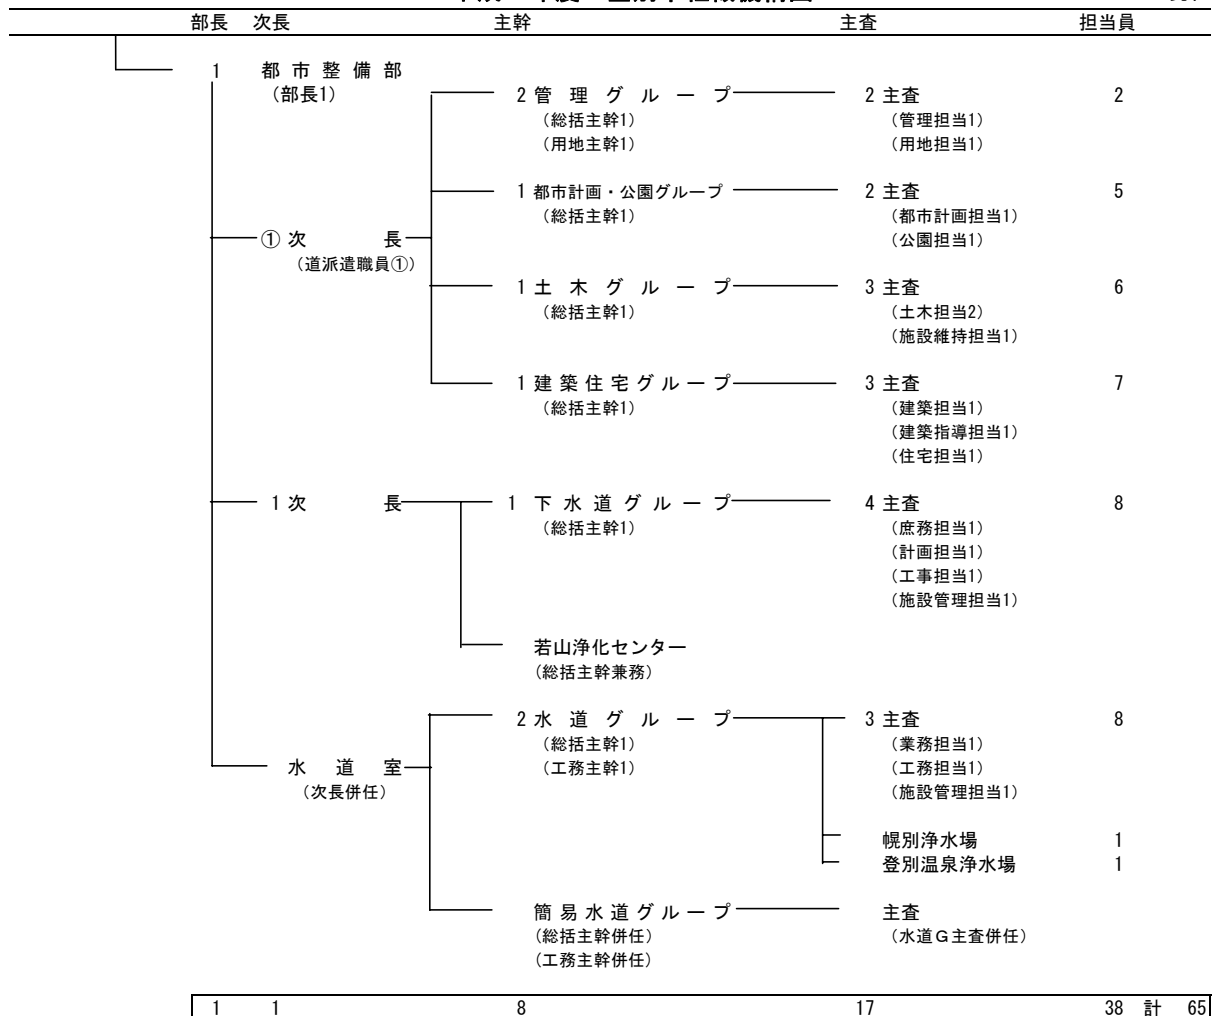 部長 次長 主幹 主査 担当員
1 都市整備部
(部長1)
2 管理グループ 2 主査 2
(総括主幹1) (管理担当1)
(用地主幹1) (用地担当1)
1 都市計画・公園グループ 2 主査 5
(総括主幹1) (都市計画担当1)
① 次長 (公園担当1)
(道派遣職員①)
1 土木グループ 3 主査 6
(総括主幹1) (土木担当2)
(施設維持担当1)
1 建築住宅グループ 3 主査 7
(総括主幹1) (建築担当1)
(建築指導担当1)
(住宅担当1)
1 次長 1 下水道グループ 4 主査 8
(総括主幹1) (庶務担当1)
(計画担当1)
(工事担当1)
(施設管理担当1)
若山浄化センター
(総括主幹兼務)
2 水道グループ 3 主査 8
(総括主幹1) (業務担当1)
水道室 (工務主幹1) (工務担当1)
(次長併任) (施設管理担当1)
幌別浄水場 1
登別温泉浄水場 1
簡易水道グループ 主査
(総括主幹併任) (水道G主査併任)
(工務主幹併任)
1 1 8 17 38 計 65